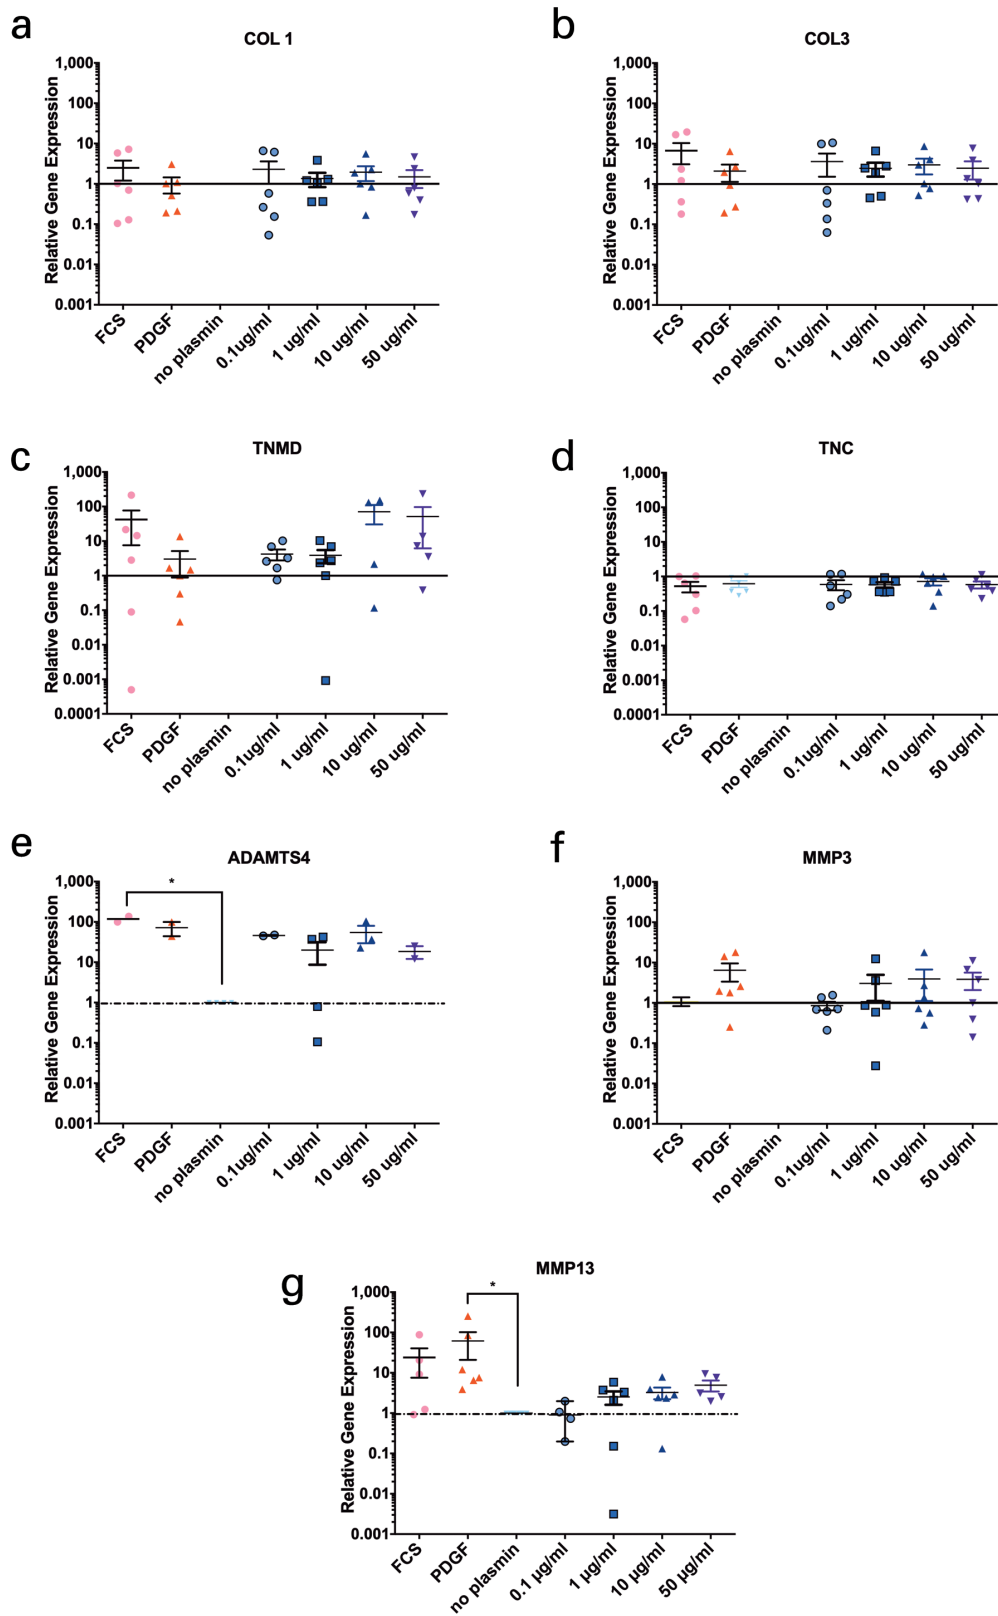 a
COL 1
Relative Gene Expression
1,000
100
10
1
0.1
0.01
0.001
FCS
PDGF
no plasmin
0.1ug/ml
1 ug/ml
10 ug/ml
50 ug/ml
b
COL3
Relative Gene Expression
1,000
100
10
1
0.1
0.01
0.001
FCS
PDGF
no plasmin
0.1ug/ml
1 ug/ml
10 ug/ml
50 ug/ml
c
TNMD
Relative Gene Expression
1,000
100
10
1
0.1
0.01
0.001
0.0001
FCS
PDGF
no plasmin
0.1ug/ml
1 ug/ml
10 ug/ml
50 ug/ml
d
TNC
Relative Gene Expression
1,000
100
10
1
0.1
0.01
0.001
0.0001
FCS
PDGF
no plasmin
0.1ug/ml
1 ug/ml
10 ug/ml
50 ug/ml
e
ADAMTS4
Relative Gene Expression
1,000
100
10
1
0.1
0.01
0.001
*
FCS
PDGF
no plasmin
0.1ug/ml
1 ug/ml
10 ug/ml
50 ug/ml
f
MMP3
Relative Gene Expression
1,000
100
10
1
0.1
0.01
0.001
FCS
PDGF
no plasmin
0.1ug/ml
1 ug/ml
10 ug/ml
50 ug/ml
g
MMP13
Relative Gene Expression
1,000
100
10
1
0.1
0.01
0.001
*
FCS
PDGF
no plasmin
0.1 µg/ml
1 µg/ml
10 µg/ml
50 µg/ml